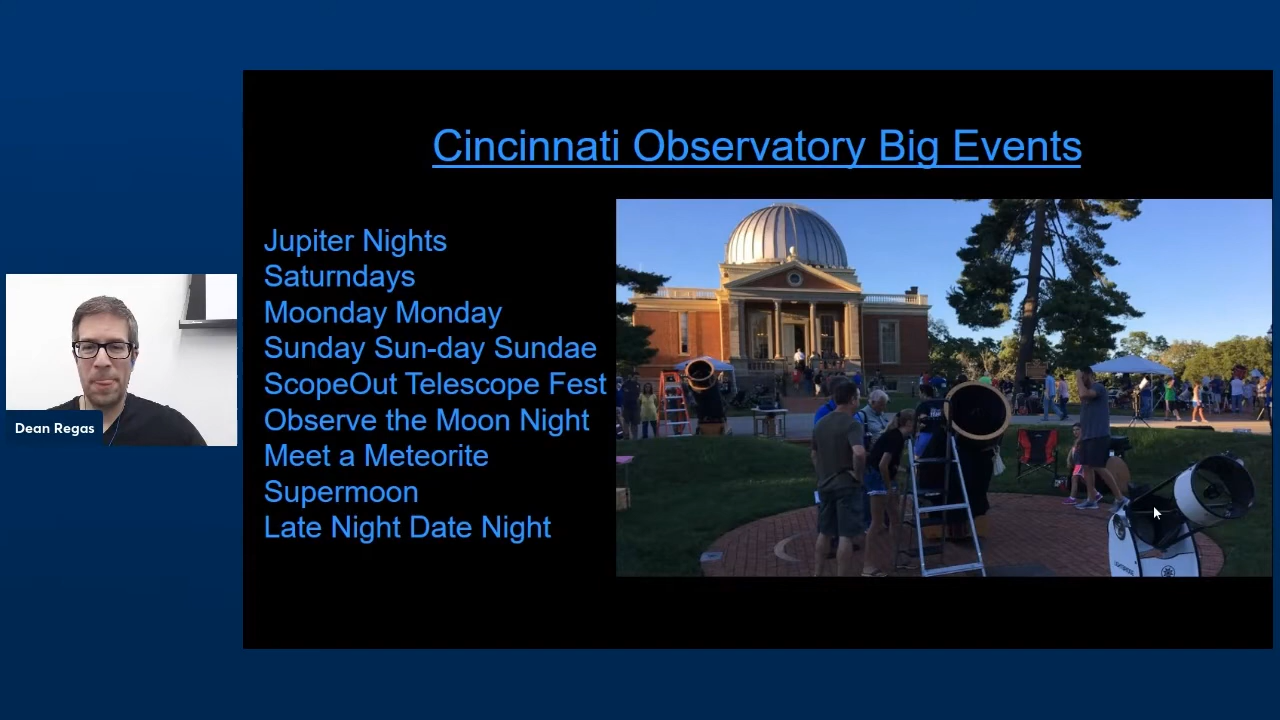 Cincinnati Observatory Big Events
Jupiter Nights
Saturndays
Moonday Monday
Sunday Sun-day Sundae
ScopeOut Telescope Fest
Observe the Moon Night
Meet a Meteorite
Supermoon
Late Night Date Night
Dean Regas